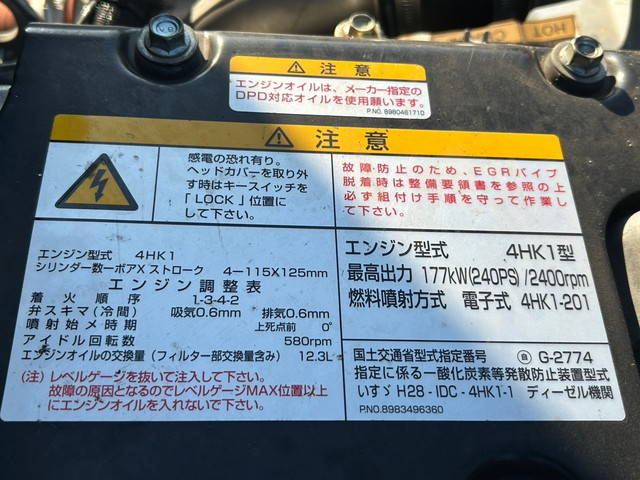 注意
エンジンオイルは、メーカー指定の
DPD対応オイルを使用願います。
P.NO. 8980461710
注意
感電の恐れ有り。
ヘッドカバーを取り外
す時はキースイッチを
「LOCK」位置に
して下さい。
故障・防止のため、EGRパイプ
脱着時は整備要領書を参照の上
必ず組付け手順を守って作業し
て下さい。
エンジン型式 4HK1
シリンダー数ーボアXストローク 4－115X125mm
エンジン調整表
着火順序 1-3-4-2
弁スキマ(冷間) 吸気0.6mm 排気0.6mm
噴射始メ時期 上死点前 0°
アイドル回転数 580rpm
エンジンオイルの交換量(フィルター部交換量含む) 12.3L
(注)レベルゲージを抜いて注入して下さい。
故障の原因となるのでレベルゲージMAX位置以上
にエンジンオイルを入れないで下さい。
エンジン型式 4HK1型
最高出力 177kW(240PS)/2400rpm
燃料噴射方式 電子式 4HK1-201
国土交通省型式指定番号 自 G-2774
指定に係る一酸化炭素等発散防止装置型式
いすゞH28-IDC-4HK1-1 ディーゼル機関
P.NO.8983496360
HOT